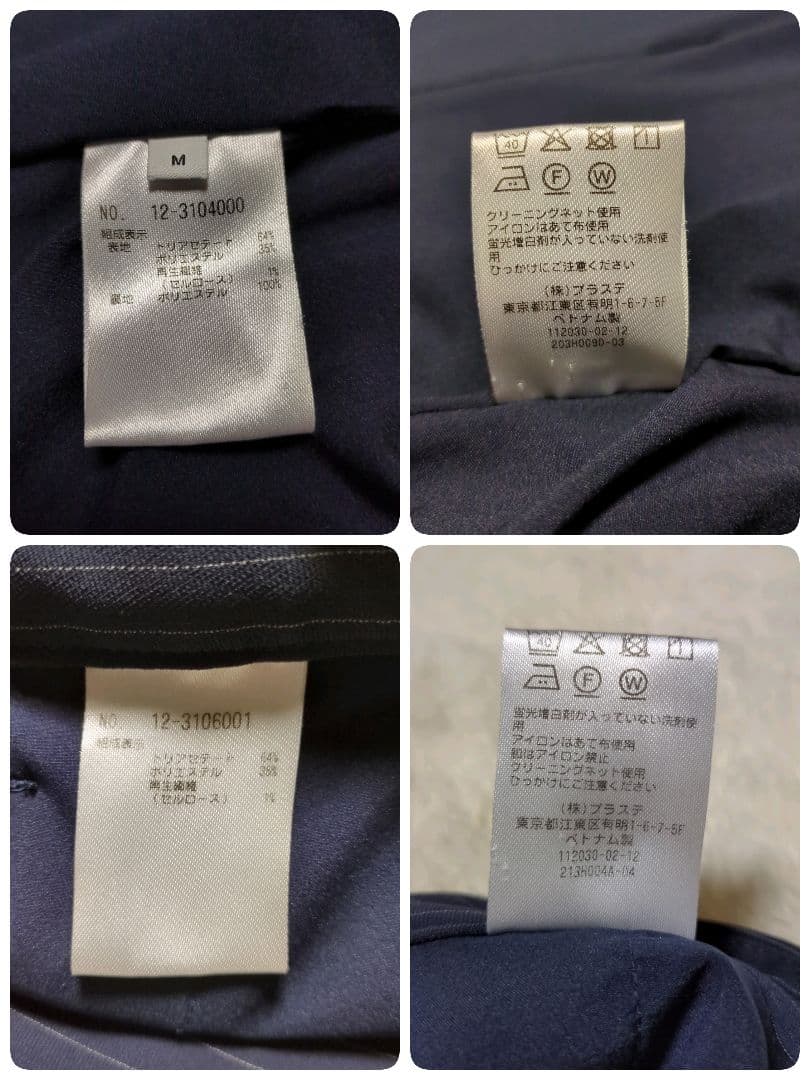 M
NO. 12-3104000
組成表示
表地 トリアセテート 64%
ポリエステル 35%
再生繊維
(セルロース) 1%
裏地 ポリエステル 100%
40
1
F W
クリーニングネット使用
アイロンはあて布使用
蛍光増白剤が入っていない洗剤使
用
ひっかけにご注意ください
(株)プラステ
東京都江東区有明1-6-7-5F
ベトナム製
112030-02-12
203H009D-03
NO. 12-3106001
組成表示
トリアセテート 64%
ポリエステル 35%
再生繊維
(セルロース) 1%
40
1
F W
蛍光増白剤が入っていない洗剤使
用
アイロンはあて布使用
釦はアイロン禁止
クリーニングネット使用
ひっかけにご注意ください
(株)プラステ
東京都江東区有明1-6-7-5F
ベトナム製
112030-02-12
213H004A-04